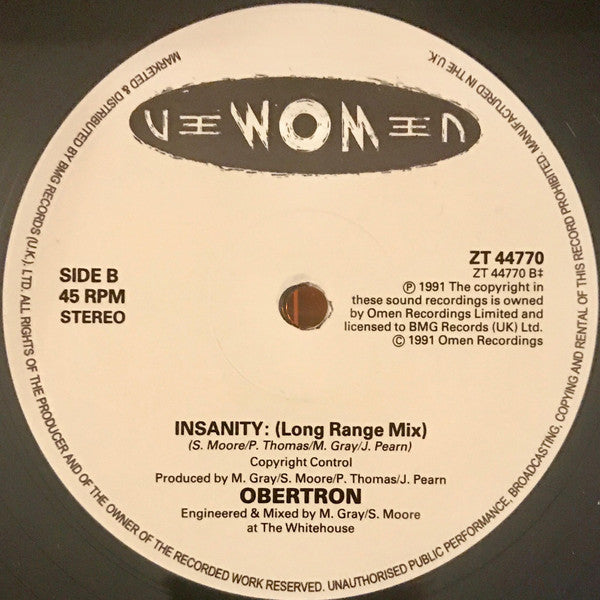 NEWOMEN
SIDE B
45 RPM
STEREO
ZT 44770
ZT 44770 B‡
Ⓟ 1991 The copyright in
these sound recordings is owned
by Omen Recordings Limited and
licensed to BMG Records (UK) Ltd.
© 1991 Omen Recordings
INSANITY: (Long Range Mix)
(S. Moore/P. Thomas/M. Gray/J. Pearn)
Copyright Control
Produced by M. Gray/S. Moore/P. Thomas/J. Pearn
OBERTRON
Engineered & Mixed by M. Gray/S. Moore
at The Whitehouse
MARKETED & DISTRIBUTED BY BMG RECORDS (U.K.). LTD. ALL RIGHTS OF THE PRODUCER AND OF THE OWNER OF THE RECORDED WORK RESERVED. UNAUTHORISED PUBLIC PERFORMANCE, BROADCASTING, COPYING AND RENTAL OF THIS RECORD PROHIBITED. MANUFACTURED IN THE U.K.